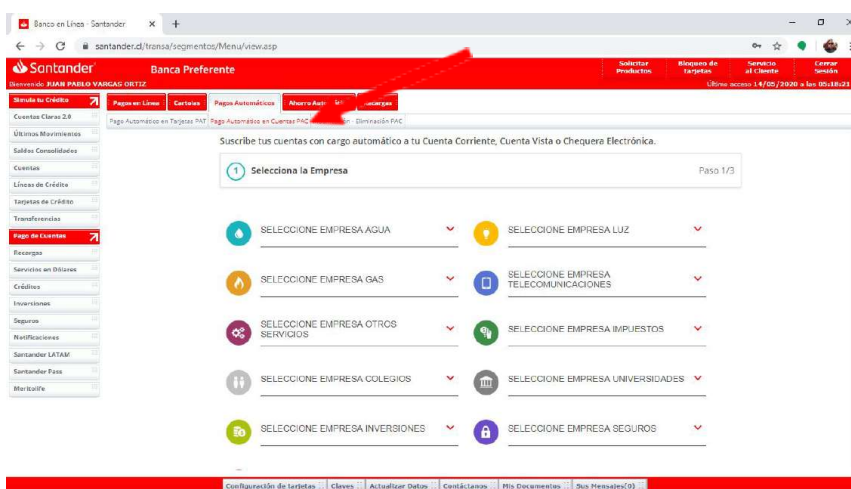 Banco en Línea - Santander
santander.cl/transa/segmentos/Menu/view.asp
Santander
Banca Preferente
Solicitar Productos
Bloqueo de Tarjetas
Servicio al Cliente
Cerrar Sesión
Bienvenido JUAN PABLO VARGAS ORTIZ
Último acceso 14/05/2020 a las 05:18:21
Simula tu Crédito
Pagos en Línea
Cartolas
Pagos Automáticos
Recargas
Cuentas Claras 2.0
Pago Automático en Tarjetas PAT
Pago Automático en Cuentas PAC
Eliminación PAC
Últimos Movimientos
Saldos Consolidados
Cuentas
Líneas de Crédito
Tarjetas de Crédito
Transferencias
Pago de Cuentas
Recargas
Servicios en Dólares
Créditos
Inversiones
Seguros
Notificaciones
Santander LATAM
Santander Pass
Meritolife
Suscribe tus cuentas con cargo automático a tu Cuenta Corriente, Cuenta Vista o Chequera Electrónica.
1 Selecciona la Empresa
Paso 1/3
SELECCIONE EMPRESA AGUA
SELECCIONE EMPRESA LUZ
SELECCIONE EMPRESA GAS
SELECCIONE EMPRESA
TELECOMUNICACIONES
SELECCIONE EMPRESA OTROS
SERVICIOS
SELECCIONE EMPRESA IMPUESTOS
SELECCIONE EMPRESA COLEGIOS
SELECCIONE EMPRESA UNIVERSIDADES
SELECCIONE EMPRESA INVERSIONES
SELECCIONE EMPRESA SEGUROS
Configuración de tarjetas
Claves
Actualizar Datos
Contáctanos
Mis Documentos
Sus Mensajes(0)